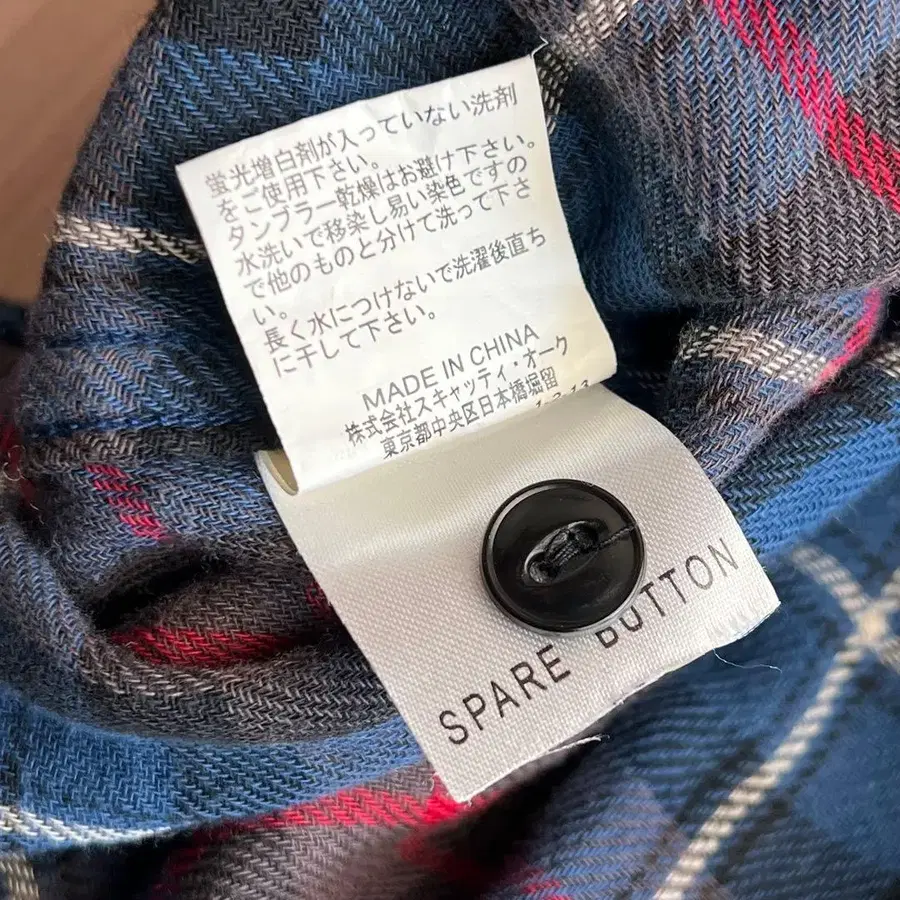 蛍光増白剤が入っていない洗剤
をご使用下さい。
タンブラー乾燥はお避け下さい。
水洗いで移染し易い染色ですの
で他のものと分けて洗って下さ
い。
長く水につけないで洗濯後直ち
に干して下さい。
MADE IN CHINA
株式会社スキャッティ・オーク
東京都中央区日本橋堀留
1-2-13
SPARE BUTTON